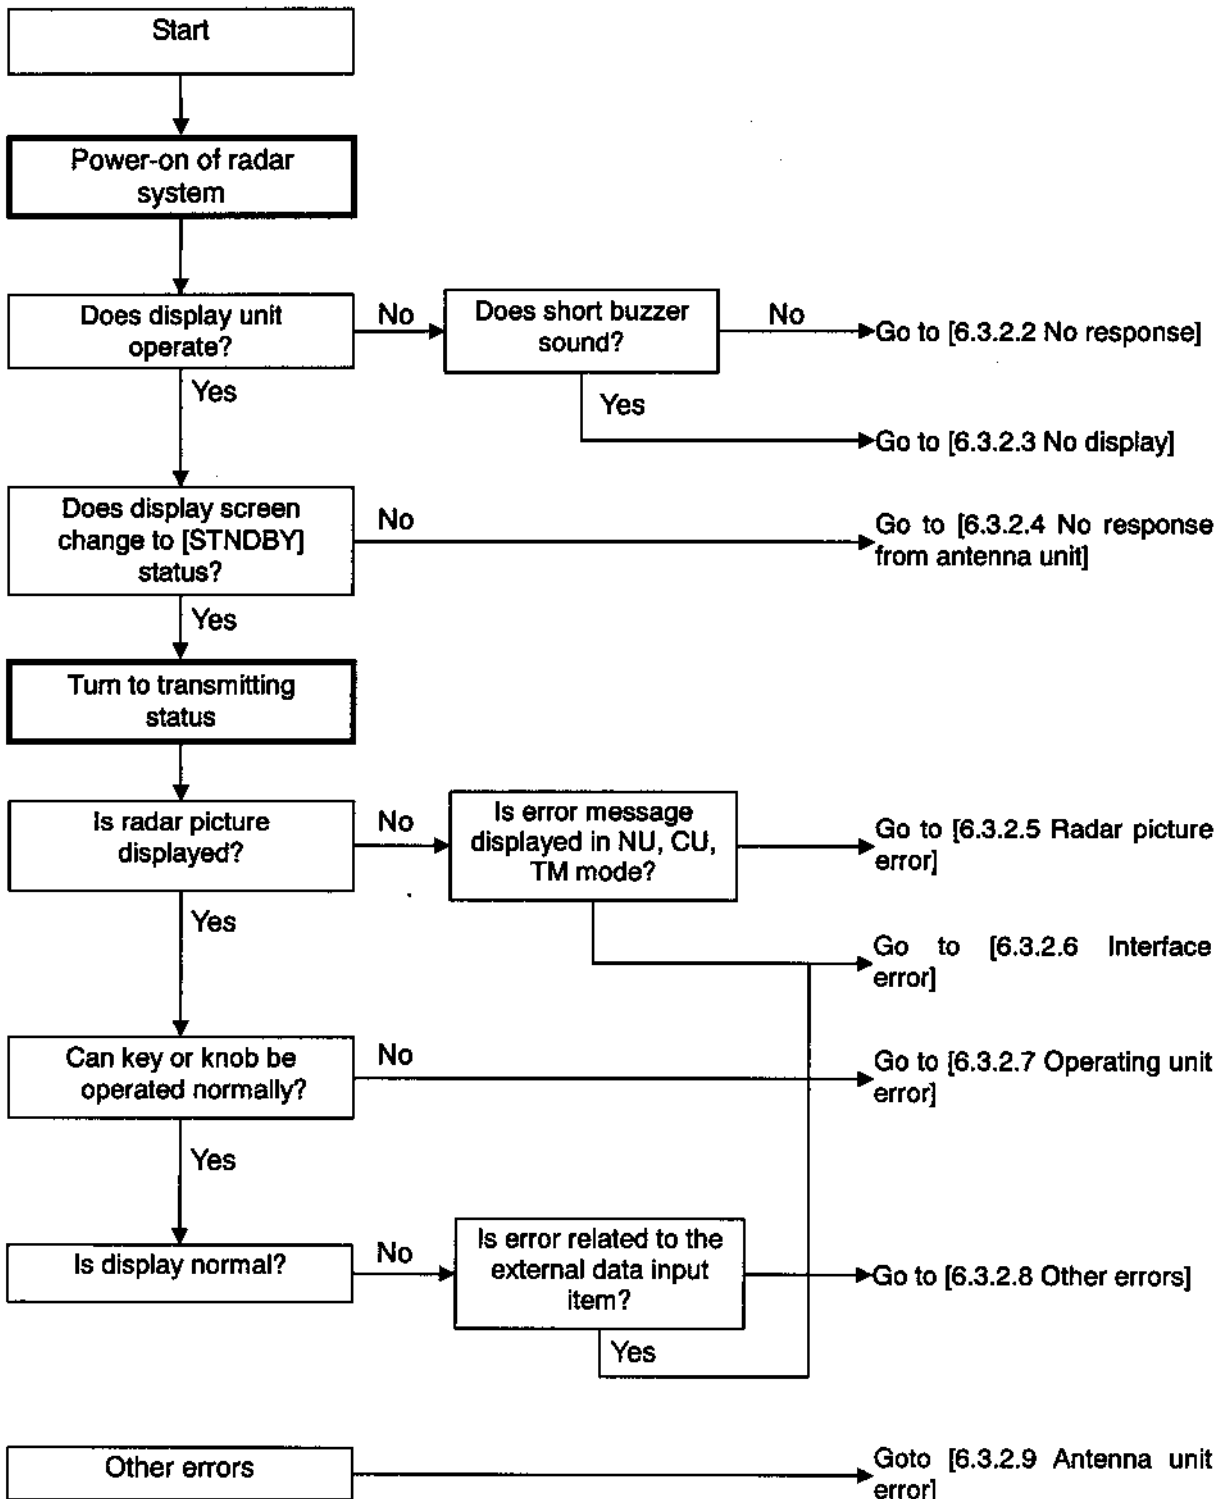 Start
Power-on of radar
system
Does display unit
operate?
No
Does short buzzer
sound?
No
Go to [6.3.2.2 No response]
Yes
Yes
Go to [6.3.2.3 No display]
Does display screen
change to [STNDBY]
status?
No
Go to [6.3.2.4 No response
from antenna unit]
Yes
Turn to transmitting
status
Is radar picture
displayed?
No
Is error message
displayed in NU, CU,
TM mode?
Go to [6.3.2.5 Radar picture
error]
Yes
Go to [6.3.2.6 Interface
error]
Can key or knob be
operated normally?
No
Go to [6.3.2.7 Operating unit
error]
Yes
Is display normal?
No
Is error related to the
external data input
item?
Go to [6.3.2.8 Other errors]
Yes
Other errors
Goto [6.3.2.9 Antenna unit
error]